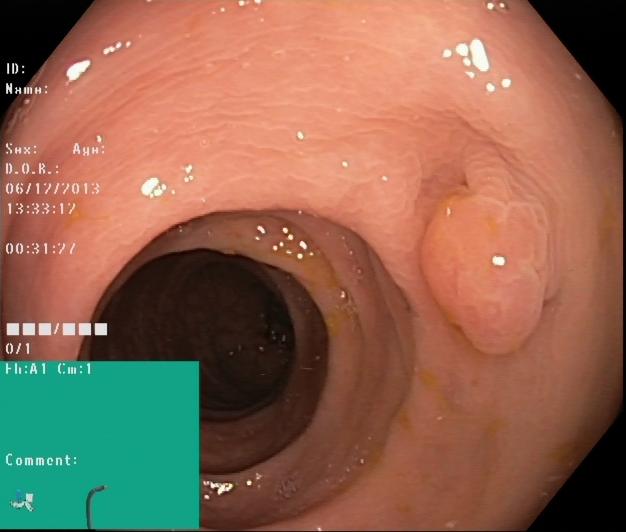 ID:
Name:
Sex: Age:
D.O.B.:
06/12/2013
13:33:12
00:31:27
■■■/■■■
0/1
Eh:A1 Cm:1
Comment: